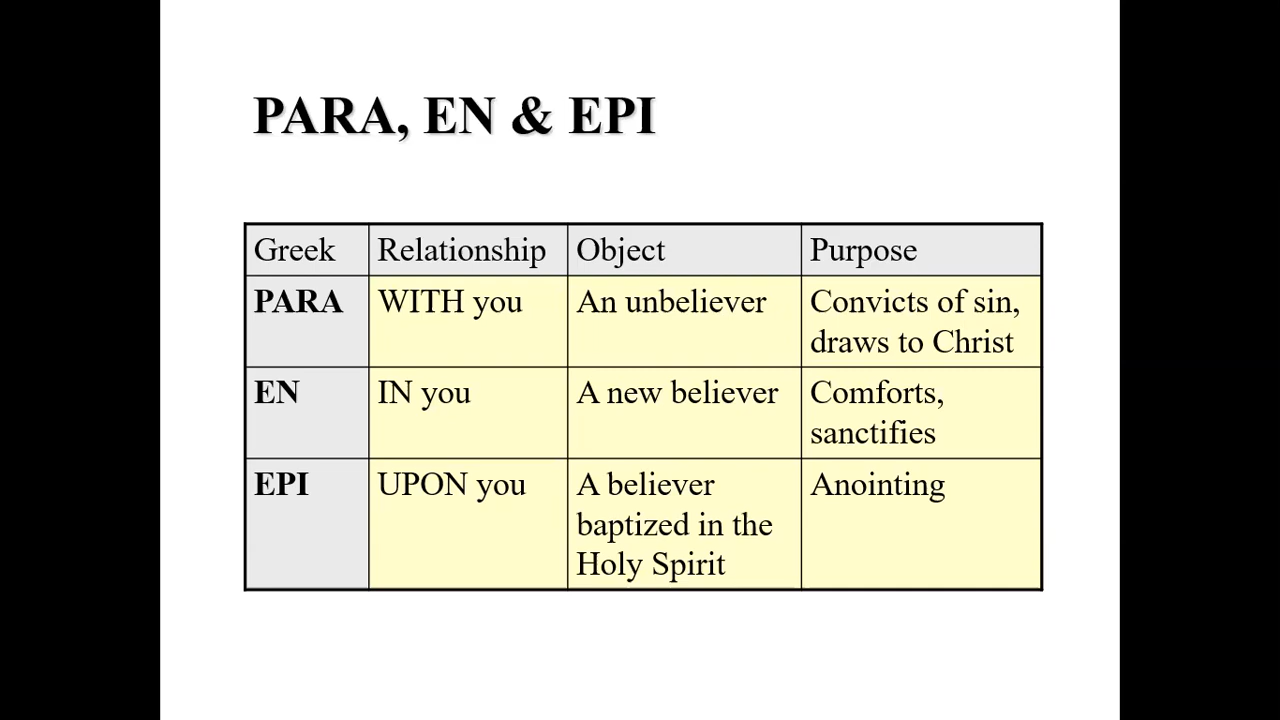 PARA, EN & EPI
Greek Relationship Object Purpose
PARA WITH you An unbeliever Convicts of sin,
draws to Christ
EN IN you A new believer Comforts,
sanctifies
EPI UPON you A believer Anointing
baptized in the
Holy Spirit